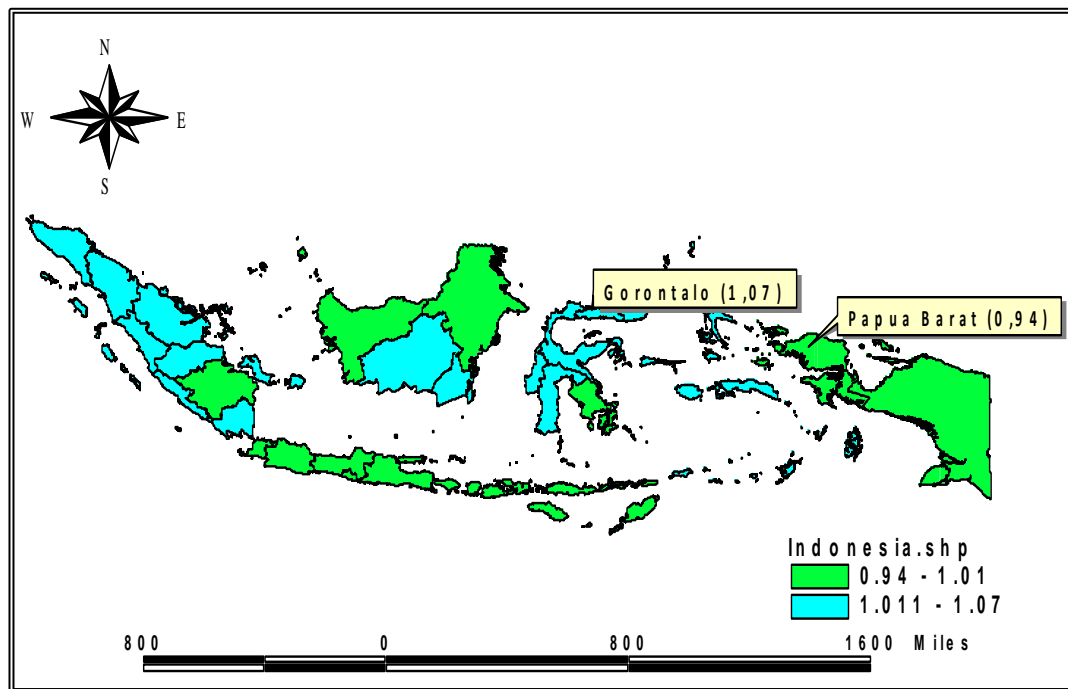 N
W
E
S
Gorontalo (1,07)
Papua Barat (0,94)
Indonesia.shp
0.94 - 1.01
1.011 - 1.07
800 0 800 1600 Miles